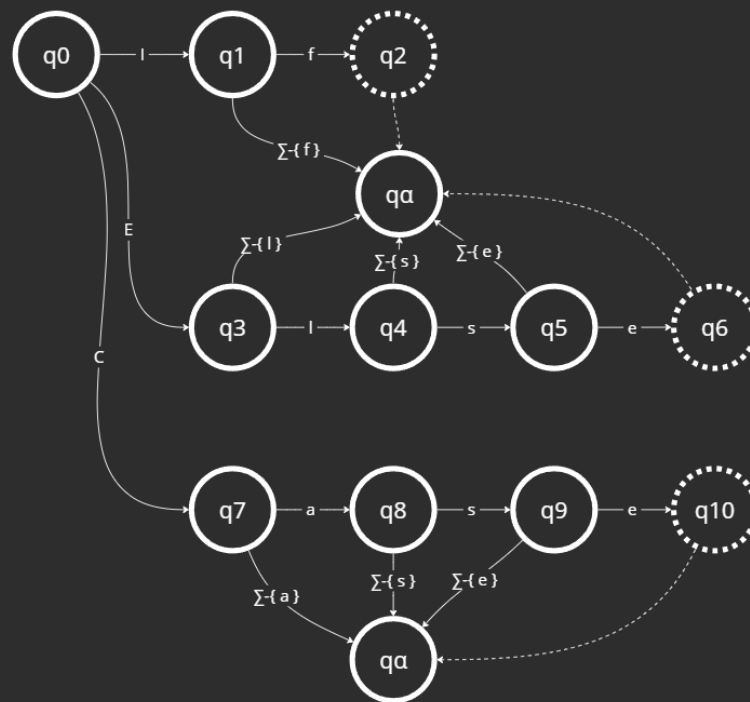 q0 I q1 f q2
∑-{ f }
qα
E
∑-{ l }
∑-{ s }
∑-{ e }
q3 l q4 s q5 e q6
C
q7 a q8 s q9 e q10
∑-{ a }
∑-{ s }
∑-{ e }
qα